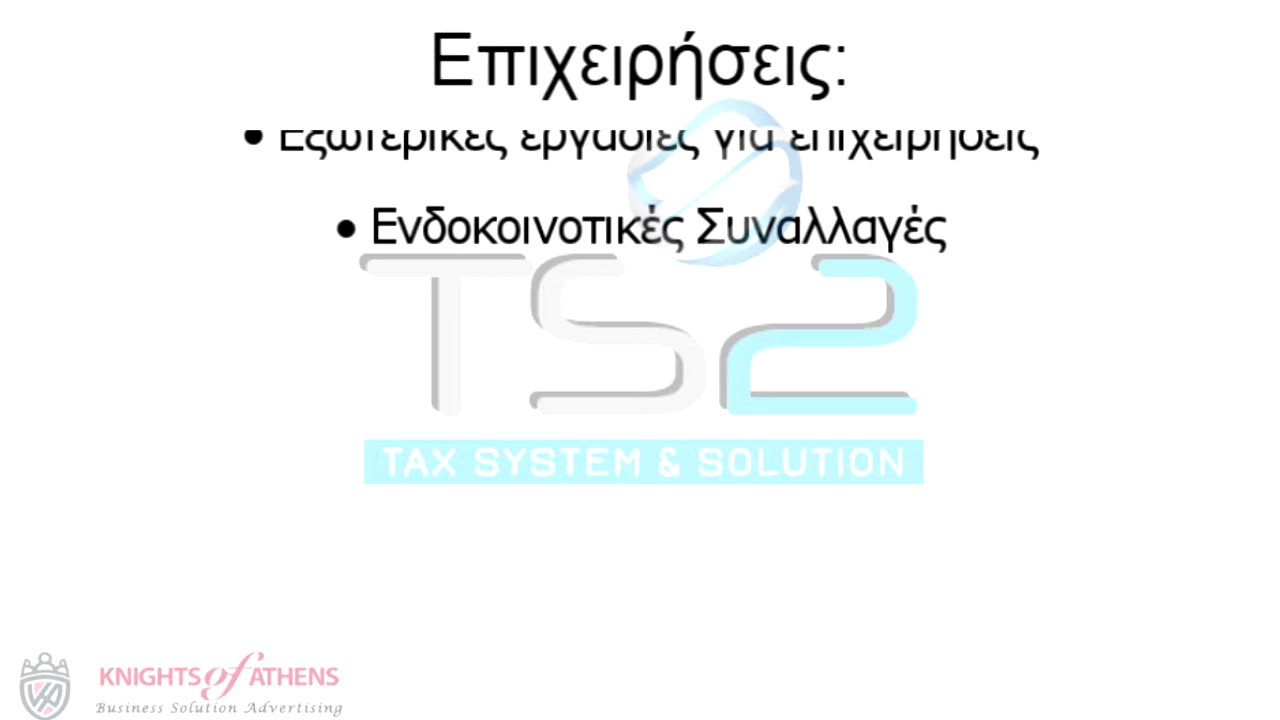 Επιχειρήσεις:
• Εξωτερικές εργασίες για επιχειρήσεις
• Ενδοκοινοτικές Συναλλαγές
TS2
TAX SYSTEM & SOLUTION
KNIGHTS of ATHENS
Business Solution Advertising